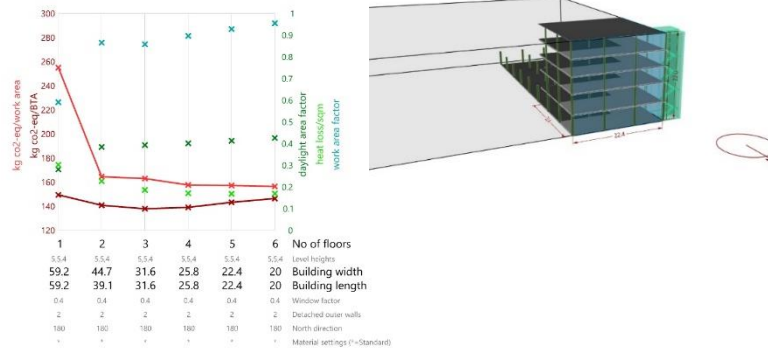 300
280
260
240
220
200
180
160
140
120
kg co2-eq/work area
kg co2-eq/BTA
1
0.9
0.8
0.7
0.6
0.5
0.4
0.3
0.2
0.1
0
daylight area factor
heat loss/sqm
work area factor
1 2 3 4 5 6 No of floors
5,5,4 5,5,4 5,5,4 5,5,4 5,5,4 5,5,4 Level heights
59.2 44.7 31.6 25.8 22.4 20 Building width
59.2 39.1 31.6 25.8 22.4 20 Building length
0.4 0.4 0.4 0.4 0.4 0.4 Window factor
2 2 2 2 2 2 Detached outer walls
180 180 180 180 180 180 North direction
* * * * * * Material settings (*=Standard)
22.4